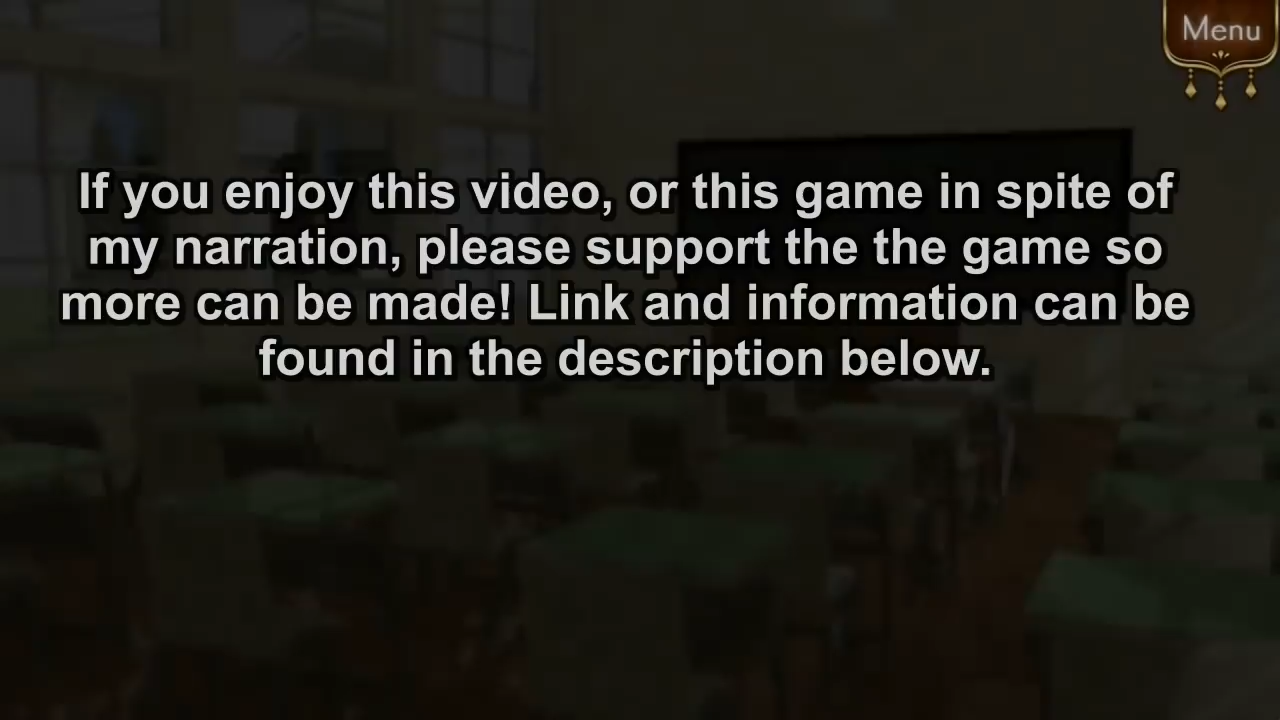 Menu
If you enjoy this video, or this game in spite of
my narration, please support the the game so
more can be made! Link and information can be
found in the description below.